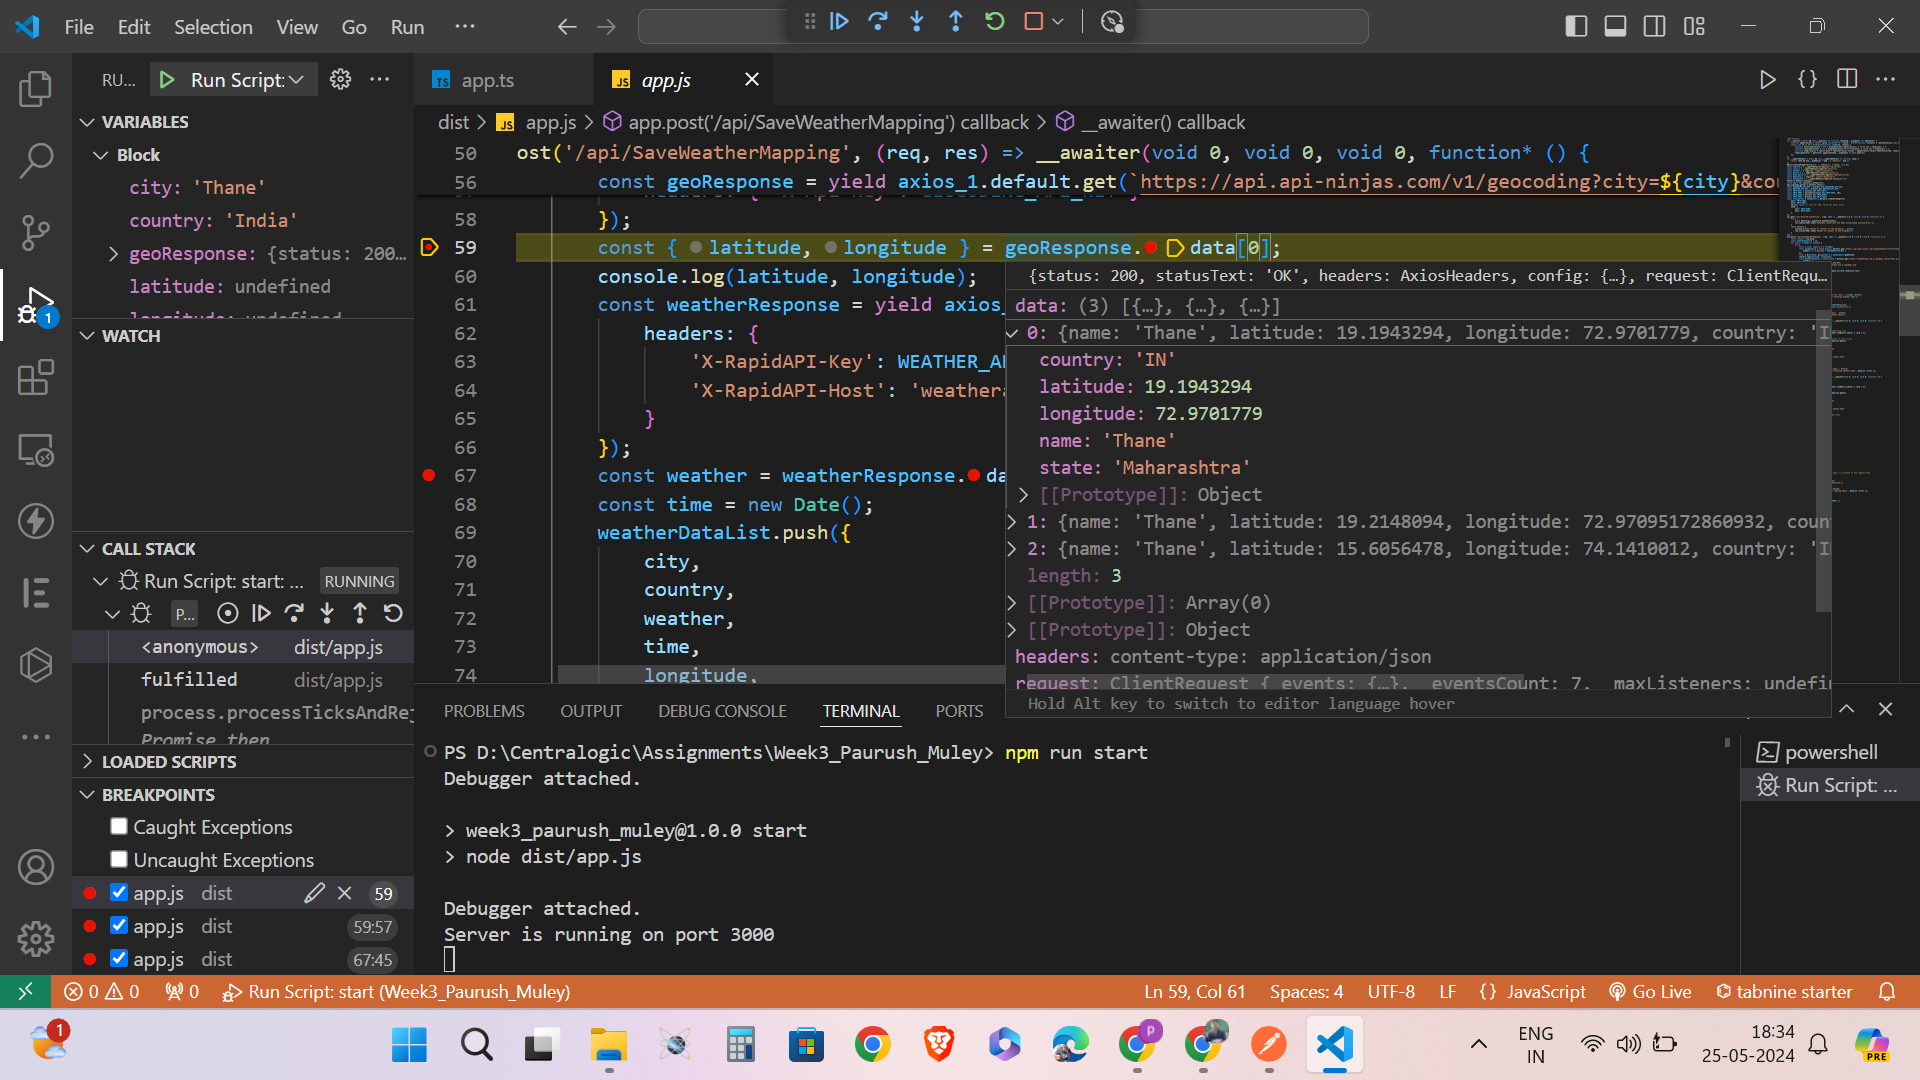 File Edit Selection View Go Run ...
RU... Run Script: ...
TS app.ts JS app.js
VARIABLES
Block
city: 'Thane'
country: 'India'
geoResponse: {status: 200...
latitude: undefined
WATCH
CALL STACK
Run Script: start: ... RUNNING
P...
<anonymous> dist/app.js
fulfilled dist/app.js
process.processTicksAndRej
Promise.then
LOADED SCRIPTS
BREAKPOINTS
Caught Exceptions
Uncaught Exceptions
app.js dist 59
app.js dist 59:57
app.js dist 67:45
dist > JS app.js > app.post('/api/SaveWeatherMapping') callback > __awaiter() callback
50 ost('/api/SaveWeatherMapping', (req, res) => __awaiter(void 0, void 0, void 0, function* () {
56 const geoResponse = yield axios_1.default.get(`https://api.api-ninjas.com/v1/geocoding?city=${city}&cou
58 });
59 const { latitude, longitude } = geoResponse.data[0];
60 console.log(latitude, longitude);
61 const weatherResponse = yield axios_
62 headers: {
63 'X-RapidAPI-Key': WEATHER_AP
64 'X-RapidAPI-Host': 'weathera
65 }
66 });
67 const weather = weatherResponse.da
68 const time = new Date();
69 weatherDataList.push({
70 city,
71 country,
72 weather,
73 time,
74 longitude,
{status: 200, statusText: 'OK', headers: AxiosHeaders, config: {…}, request: ClientRequ…
data: (3) [{…}, {…}, {…}]
0: {name: 'Thane', latitude: 19.1943294, longitude: 72.9701779, country: 'I
country: 'IN'
latitude: 19.1943294
longitude: 72.9701779
name: 'Thane'
state: 'Maharashtra'
[[Prototype]]: Object
1: {name: 'Thane', latitude: 19.2148094, longitude: 72.97095172860932, coun
2: {name: 'Thane', latitude: 15.6056478, longitude: 74.1410012, country: 'I
length: 3
[[Prototype]]: Array(0)
[[Prototype]]: Object
headers: content-type: application/json
request: ClientRequest { events: {…}, eventsCount: 7, maxListeners: undefi
Hold Alt key to switch to editor language hover
PROBLEMS OUTPUT DEBUG CONSOLE TERMINAL PORTS
PS D:\Centralogic\Assignments\Week3_Paurush_Muley> npm run start
Debugger attached.
> week3_paurush_muley@1.0.0 start
> node dist/app.js
Debugger attached.
Server is running on port 3000
powershell
Run Script: ...
0 0 0 Run Script: start (Week3_Paurush_Muley) Ln 59, Col 61 Spaces: 4 UTF-8 LF {} JavaScript Go Live tabnine starter
1 ENG
IN
18:34
25-05-2024
PRE